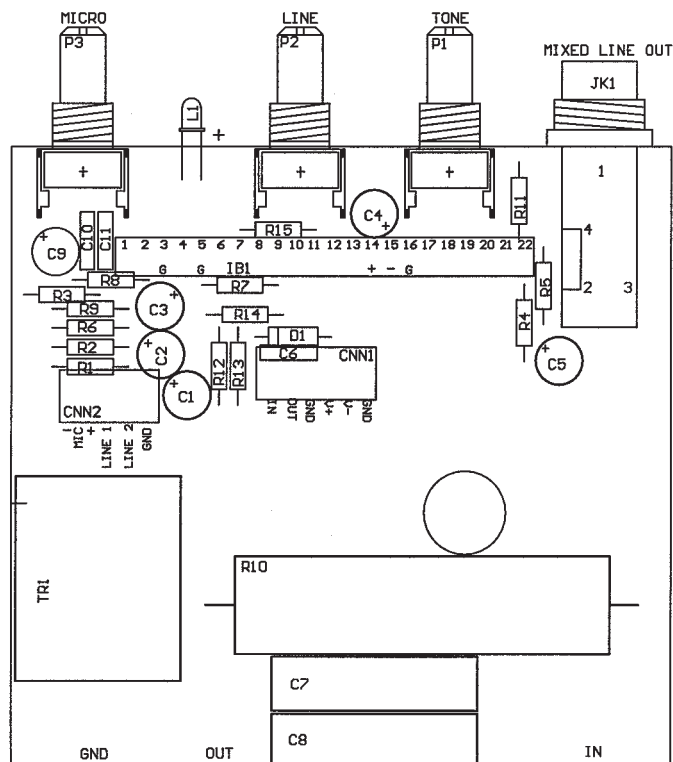 MICRO LINE TONE
P3 P2 P1
MIXED LINE OUT
JK1
L1 +
+ + +
1
R11
C4 +
R15
4
C10 C11
C9 +
1 2 3 4 5 6 7 8 9 10 11 12 13 14 15 16 17 18 19 20 21 22
G G IB1 + - G
R8 R7
R5
2 3
R3
C3 +
R9
R14
R4
R6
D1
C2 +
R2
C6 CNN1
R12 R13
C5 +
R1
C1 +
CNN2
IN OUT GND V+ V- GND
- MIC + LINE 1 LINE 2 GND
R10
TR1
C7
C8
GND OUT IN